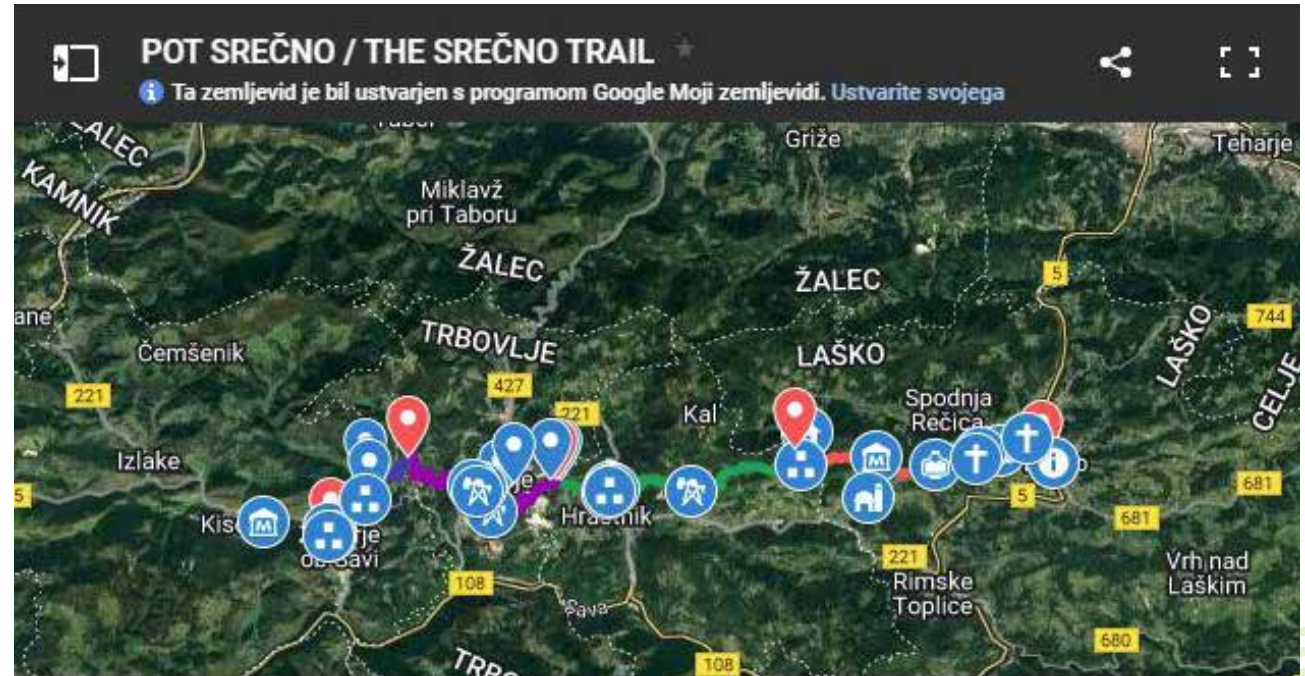 POT SREČNO / THE SREČNO TRAIL
Ta zemljevid je bil ustvarjen s programom Google Moji zemljevidi. Ustvarite svojega
ŽALEC
Griže
Teharje
KAMNIK
Miklavž
pri Taboru
ŽALEC
5
ŽALEC
744
TRBOVLJE
LAŠKO
LAŠKO
Čemšenik
CELJE
427
221
221
Kal
Spodnja
Rečica
Izlake
5
681
5
681
Hrastnik
ob Savi
221
Vrh nad
Laškim
108
Rimske
Toplice
Sava
680
108